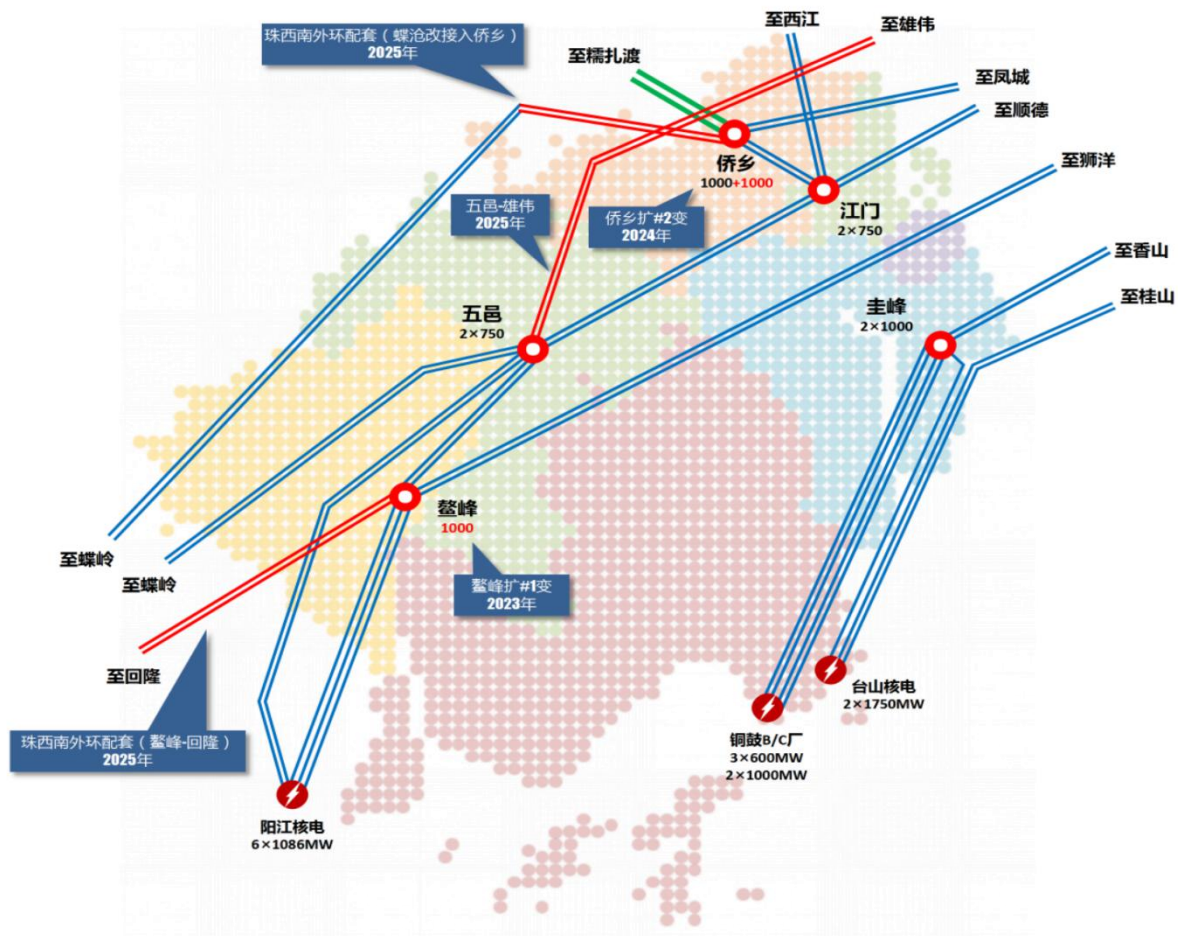 珠西南外环配套（蝶沧改接入侨乡）
2025年
至西江
至雄伟
至糯扎渡
至凤城
至顺德
侨乡
1000+1000
至狮洋
五邑-雄伟
2025年
侨乡扩#2变
2024年
江门
2×750
至香山
至桂山
五邑
2×750
圭峰
2×1000
鳌峰
1000
至蝶岭
至蝶岭
鳌峰扩#1变
2023年
至回隆
台山核电
2×1750MW
珠西南外环配套（鳌峰-回隆）
2025年
铜鼓B/C厂
3×600MW
2×1000MW
阳江核电
6×1086MW